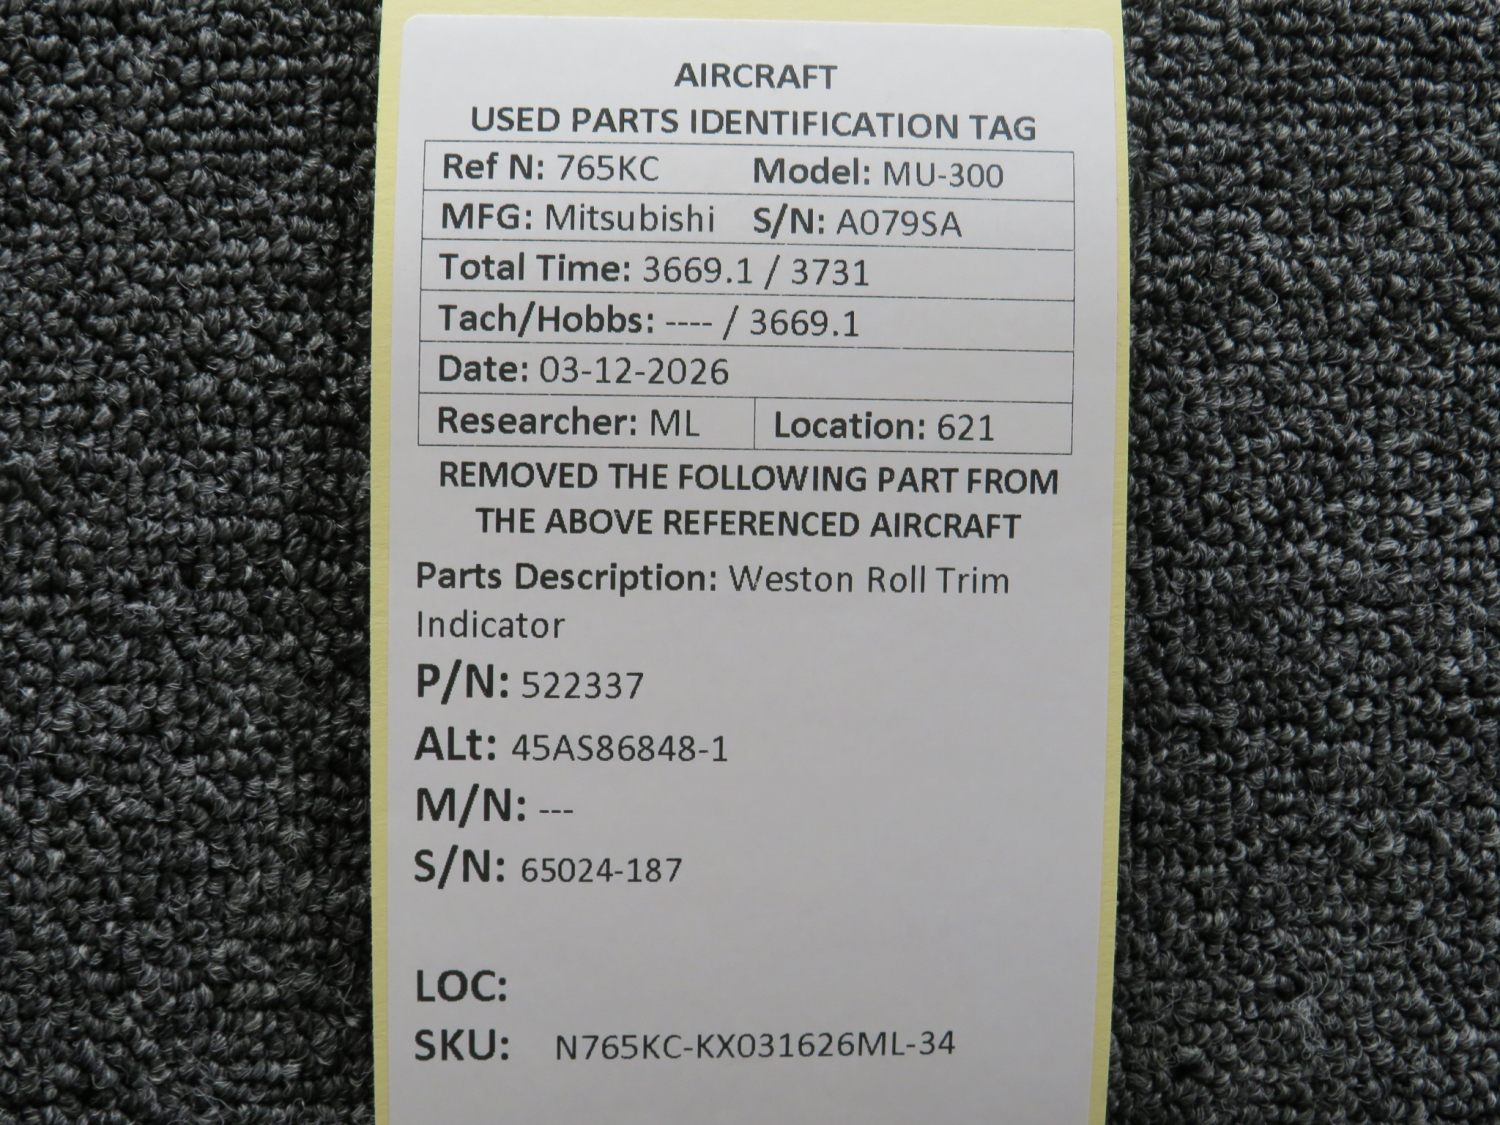 AIRCRAFT
USED PARTS IDENTIFICATION TAG
Ref N: 765KC Model: MU-300
MFG: Mitsubishi S/N: A079SA
Total Time: 3669.1 / 3731
Tach/Hobbs: ---- / 3669.1
Date: 03-12-2026
Researcher: ML Location: 621
REMOVED THE FOLLOWING PART FROM
THE ABOVE REFERENCED AIRCRAFT
Parts Description: Weston Roll Trim
Indicator
P/N: 522337
ALt: 45AS86848-1
M/N: ---
S/N: 65024-187
LOC:
SKU: N765KC-KX031626ML-34